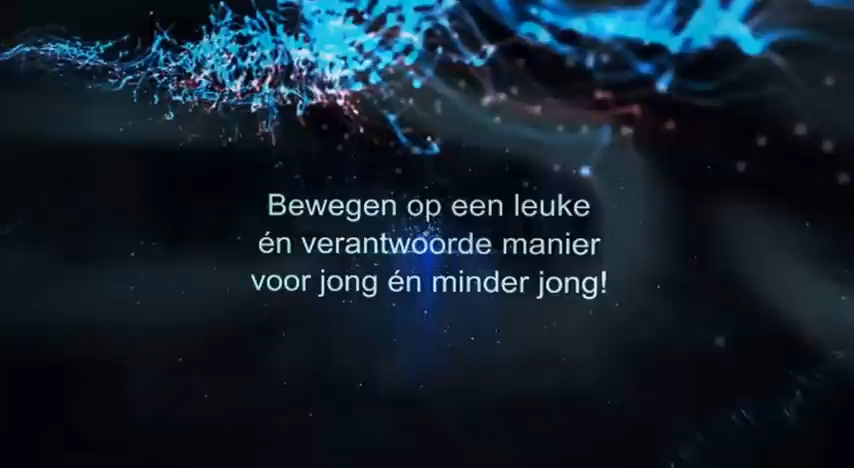 Bewegen op een leuke
én verantwoorde manier
voor jong én minder jong!